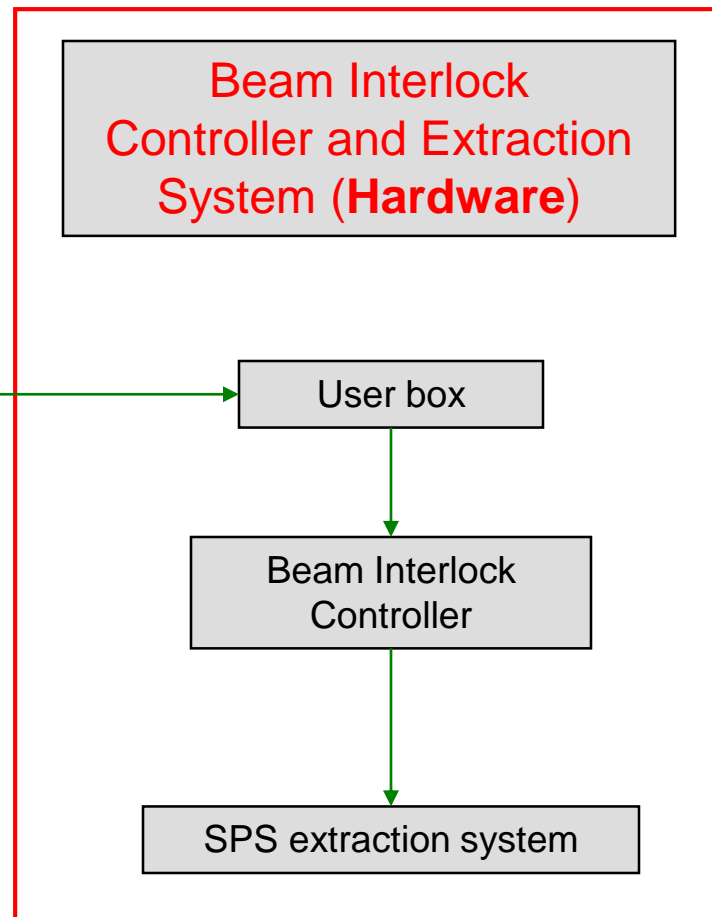 Beam Interlock
Controller and Extraction
System (Hardware)
User box
Beam Interlock
Controller
SPS extraction system